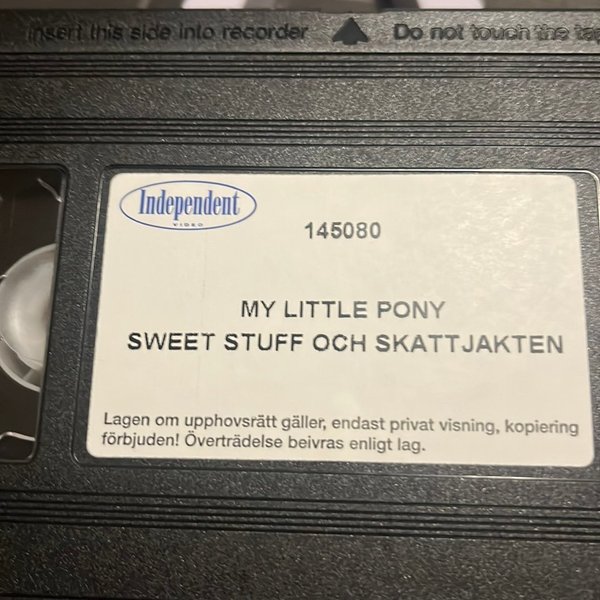 Insert this side into recorder Do not touch the tap
Independent
VIDEO
145080
MY LITTLE PONY
SWEET STUFF OCH SKATTJAKTEN
Lagen om upphovsrätt gäller, endast privat visning, kopiering
förbjuden! Överträdelse beivras enligt lag.